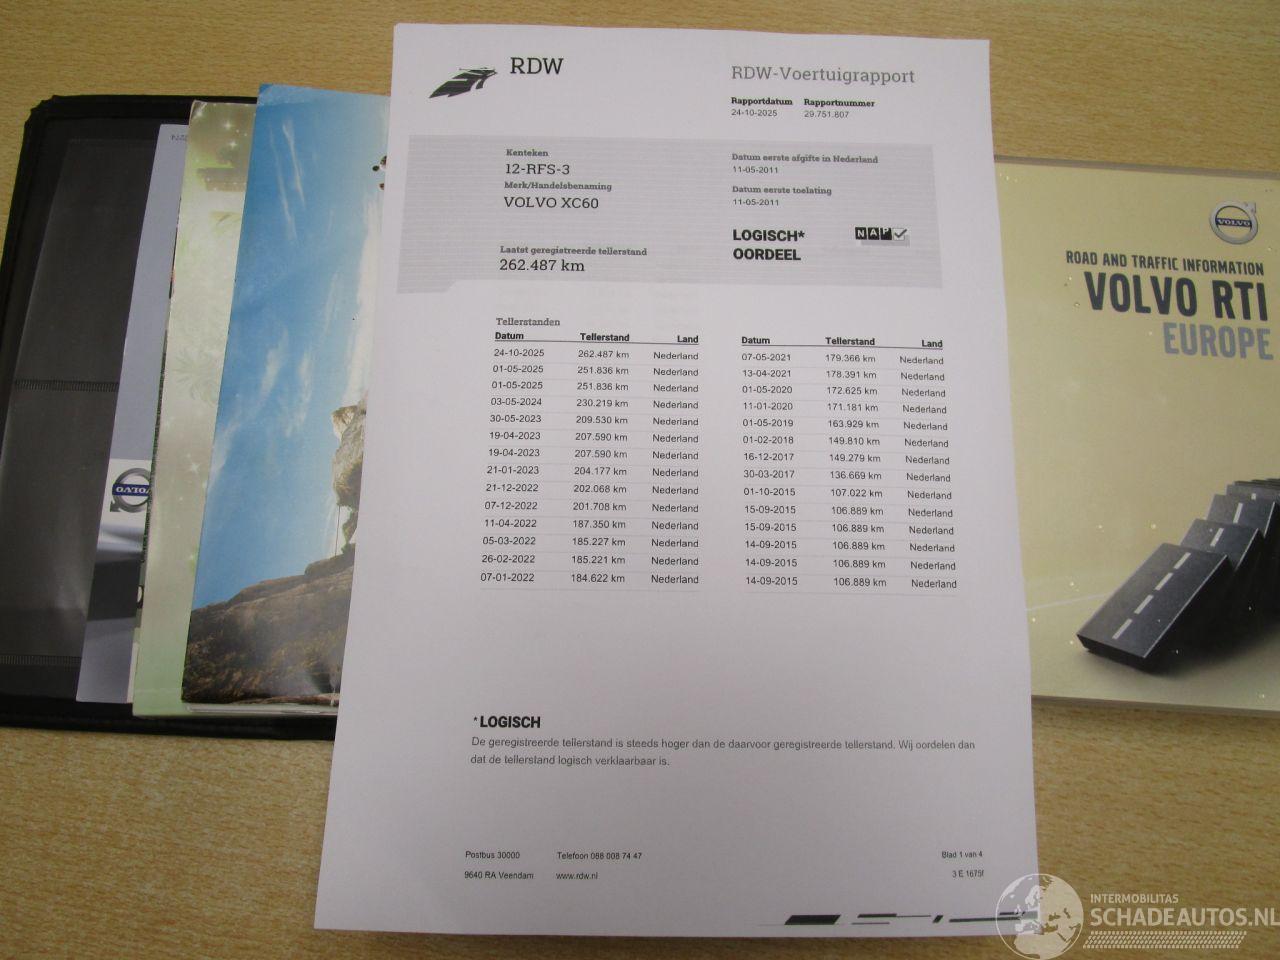 RDW
RDW-Voertuigrapport
Rapportdatum Rapportnummer
24-10-2025 29.751.807
Kenteken
12-RFS-3
Merk/Handelsbenaming
VOLVO XC60
Datum eerste afgifte in Nederland
11-05-2011
Datum eerste toelating
11-05-2011
Laatst geregistreerde tellerstand
262.487 km
LOGISCH*
OORDEEL
NAP
Tellerstanden
Datum Tellerstand Land
24-10-2025 262.487 km Nederland
01-05-2025 251.836 km Nederland
01-05-2025 251.836 km Nederland
03-05-2024 230.219 km Nederland
30-05-2023 209.530 km Nederland
19-04-2023 207.590 km Nederland
19-04-2023 207.590 km Nederland
21-01-2023 204.177 km Nederland
21-12-2022 202.068 km Nederland
07-12-2022 201.708 km Nederland
11-04-2022 187.350 km Nederland
05-03-2022 185.227 km Nederland
26-02-2022 185.221 km Nederland
07-01-2022 184.622 km Nederland
Datum Tellerstand Land
07-05-2021 179.366 km Nederland
13-04-2021 178.391 km Nederland
01-05-2020 172.625 km Nederland
11-01-2020 171.181 km Nederland
01-05-2019 163.929 km Nederland
01-02-2018 149.810 km Nederland
16-12-2017 149.279 km Nederland
30-03-2017 136.669 km Nederland
01-10-2015 107.022 km Nederland
15-09-2015 106.889 km Nederland
15-09-2015 106.889 km Nederland
14-09-2015 106.889 km Nederland
14-09-2015 106.889 km Nederland
14-09-2015 106.889 km Nederland
*LOGISCH
De geregistreerde tellerstand is steeds hoger dan de daarvoor geregistreerde tellerstand. Wij oordelen dan
dat de tellerstand logisch verklaarbaar is.
Postbus 30000 Telefoon 088 008 74 47
9640 RA Veendam www.rdw.nl
Blad 1 van 4
3 E 1675f
VOLVO
ROAD AND TRAFFIC INFORMATION
VOLVO RTI
EUROPE
VOLVO
INTERMOBILITAS
SCHADEAUTOS.NL